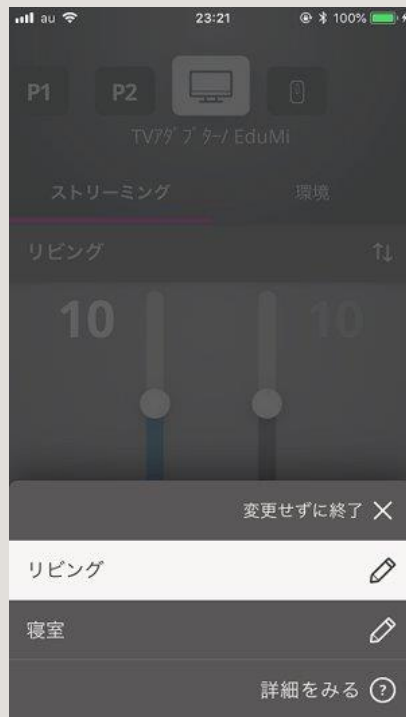 au 23:21 100%
P1 P2
TVｱﾀﾞﾌﾟﾀｰ/ EduMi
ストリーミング 環境
リビング
10 10
変更せずに終了
リビング
寝室
詳細をみる ?